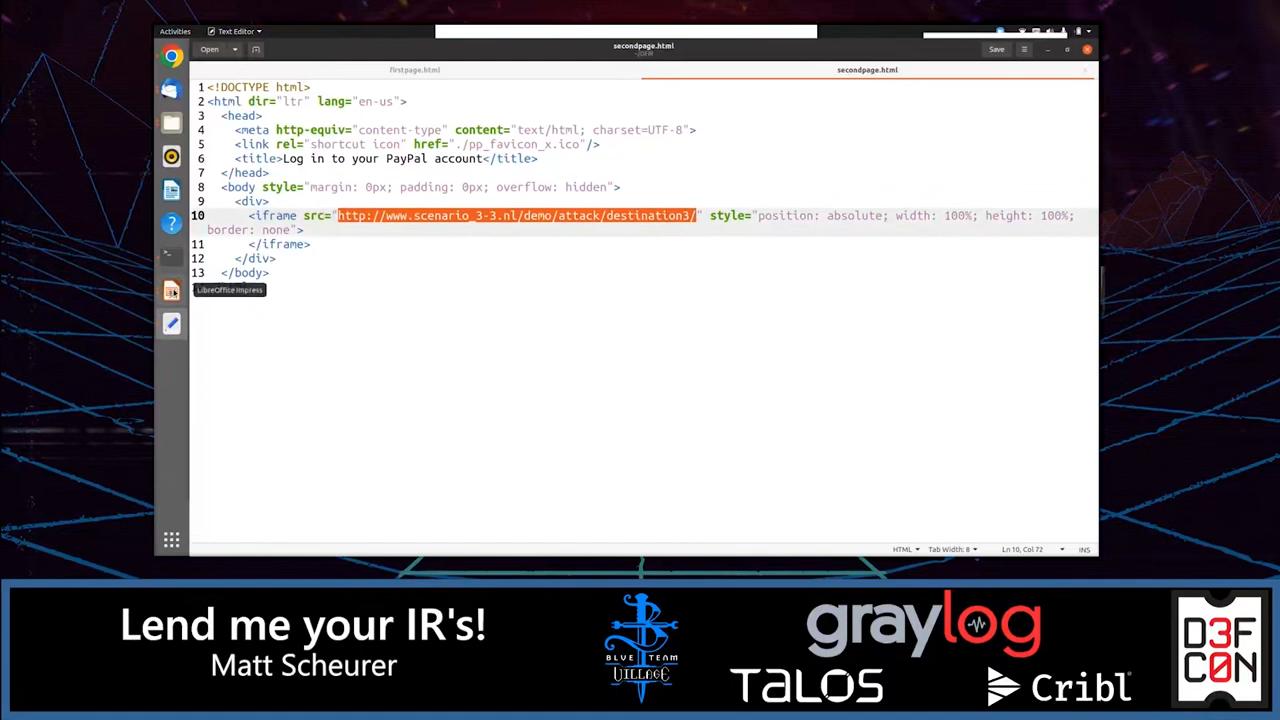 Activities
Text Editor
Open
secondpage.html
Save
firstpage.html
secondpage.html
1 <!DOCTYPE html>
2 <html dir="ltr" lang="en-us">
3 <head>
4 <meta http-equiv="content-type" content="text/html; charset=UTF-8">
5 <link rel="shortcut icon" href="./pp_favicon_x.ico"/>
6 <title>Log in to your PayPal account</title>
7 </head>
8 <body style="margin: 0px; padding: 0px; overflow: hidden">
9 <div>
10 <iframe src="http://www.scenario_3-3.nl/demo/attack/destination3/" style="position: absolute; width: 100%; height: 100%;
border: none">
11 </iframe>
12 </div>
13 </body>
LibreOffice Impress
HTML
Tab Width: 8
Ln 10, Col 72
INS
Lend me your IR's!
Matt Scheurer
BLUE TEAM
VILLAGE
graylog
TALOS
Cribl
D3F
C0N